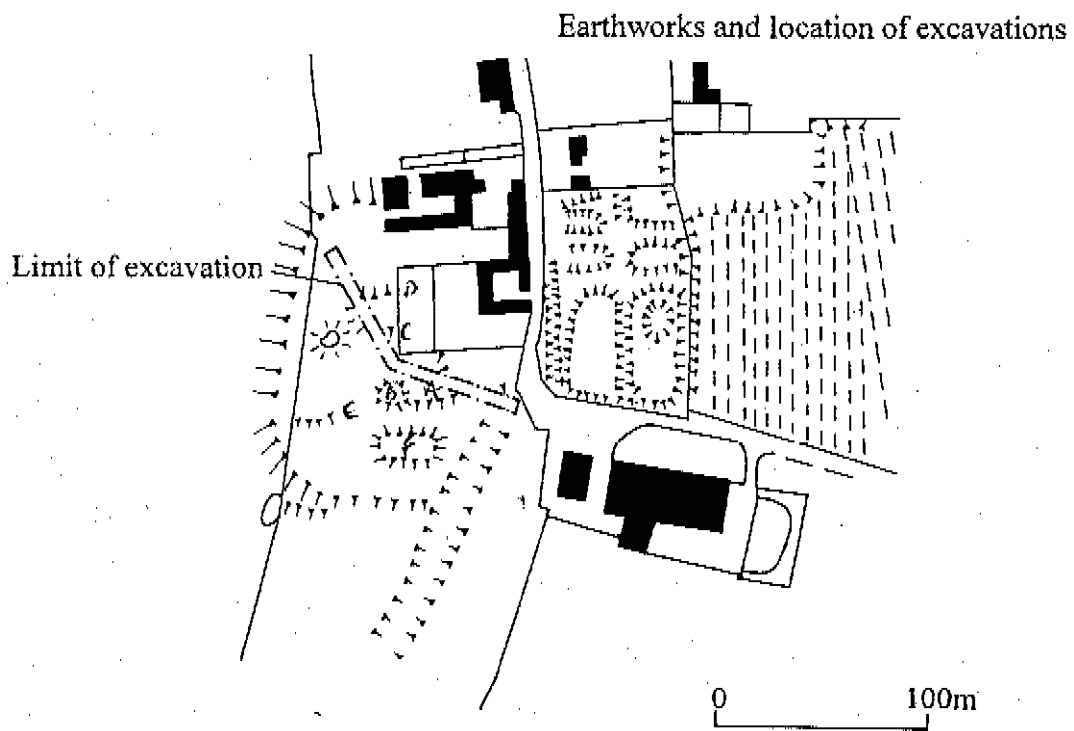 Earthworks and location of excavations
Limit of excavation
D
C
B A
E
F
0 100m